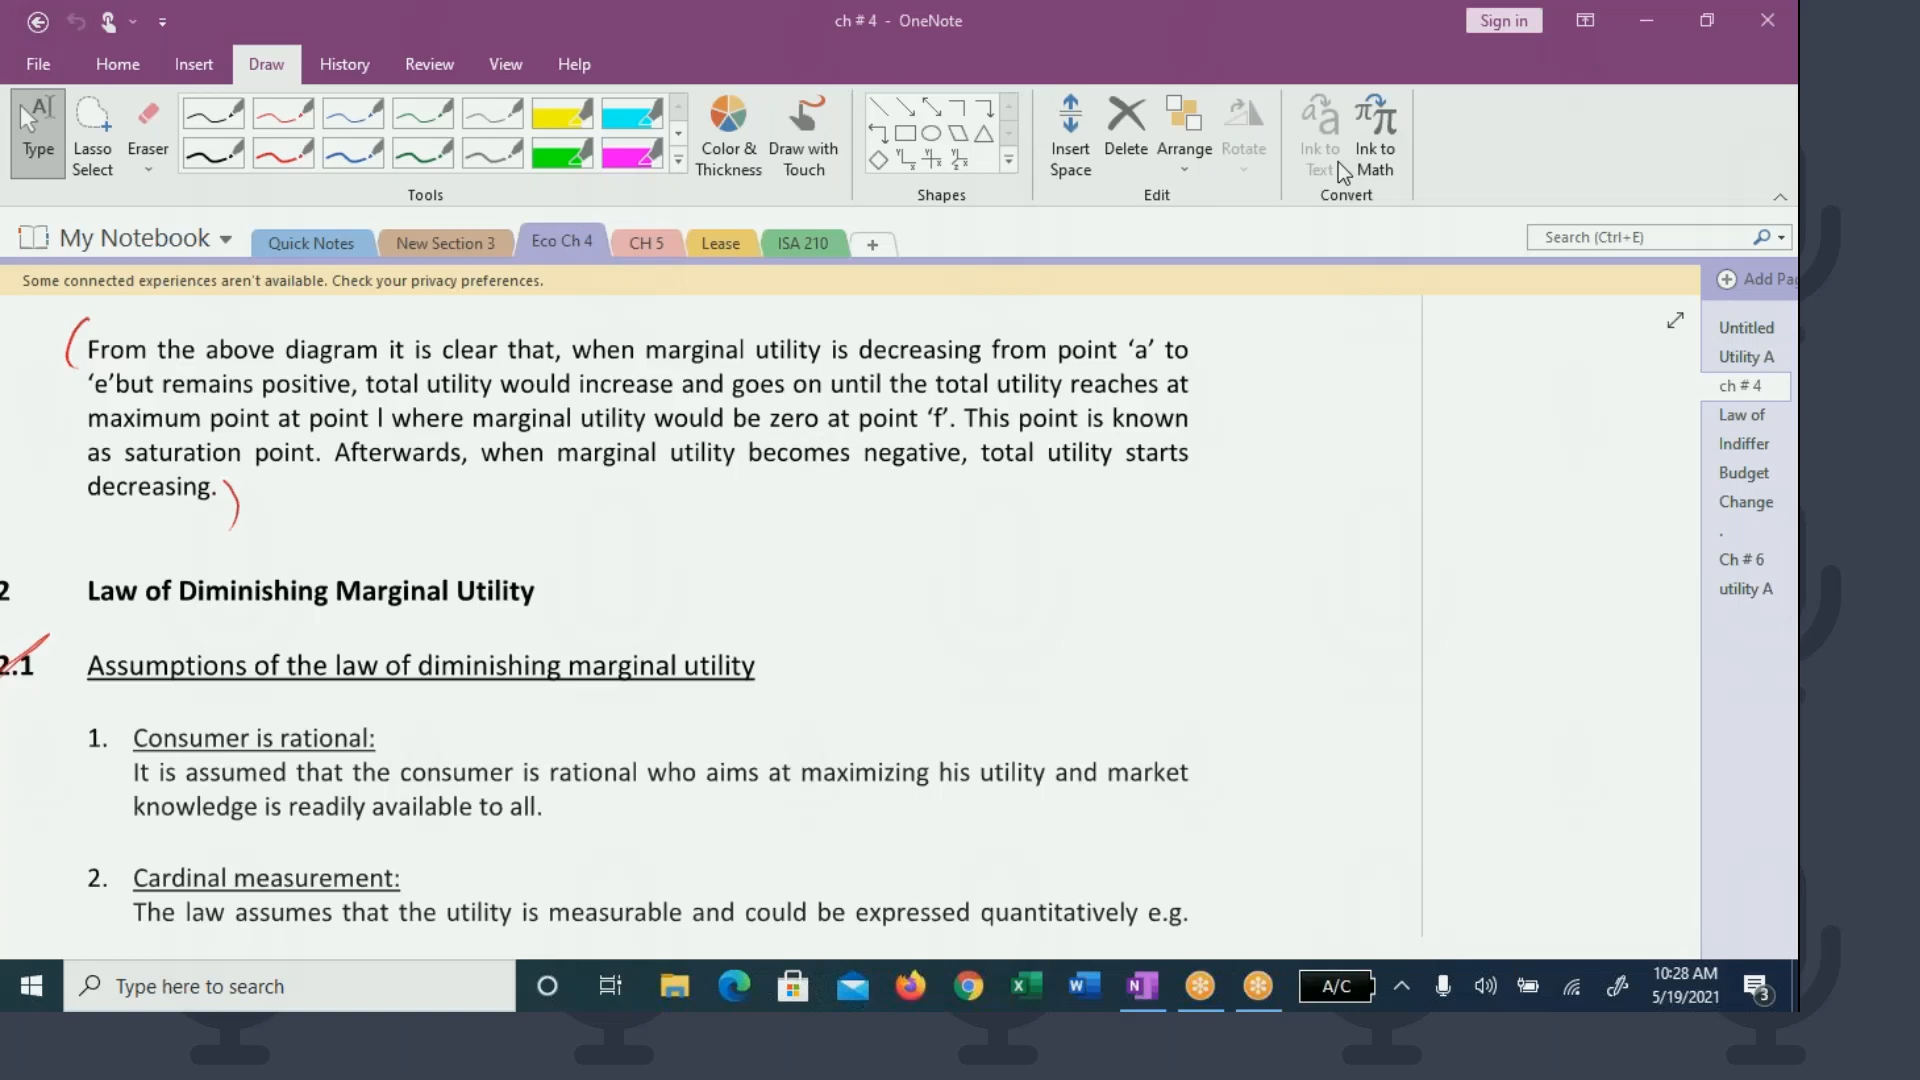 ch # 4 - OneNote
Sign in
File Home Insert Draw History Review View Help
Type
Lasso Select
Eraser
Color & Thickness
Draw with Touch
Insert Space
Delete
Arrange
Rotate
Ink to Text
Ink to Math
Tools
Shapes
Edit
Convert
My Notebook
Quick Notes
New Section 3
Eco Ch 4
CH 5
Lease
ISA 210
Search (Ctrl+E)
Some connected experiences aren't available. Check your privacy preferences.
Add Pag
Untitled
Utility A
ch # 4
Law of
Indiffer
Budget
Change
.
Ch # 6
utility A
From the above diagram it is clear that, when marginal utility is decreasing from point ‘a’ to
‘e’but remains positive, total utility would increase and goes on until the total utility reaches at
maximum point at point l where marginal utility would be zero at point ‘f’. This point is known
as saturation point. Afterwards, when marginal utility becomes negative, total utility starts
decreasing.
2 Law of Diminishing Marginal Utility
2.1 Assumptions of the law of diminishing marginal utility
1. Consumer is rational:
It is assumed that the consumer is rational who aims at maximizing his utility and market
knowledge is readily available to all.
2. Cardinal measurement:
The law assumes that the utility is measurable and could be expressed quantitatively e.g.
Type here to search
A/C
10:28 AM
5/19/2021
3